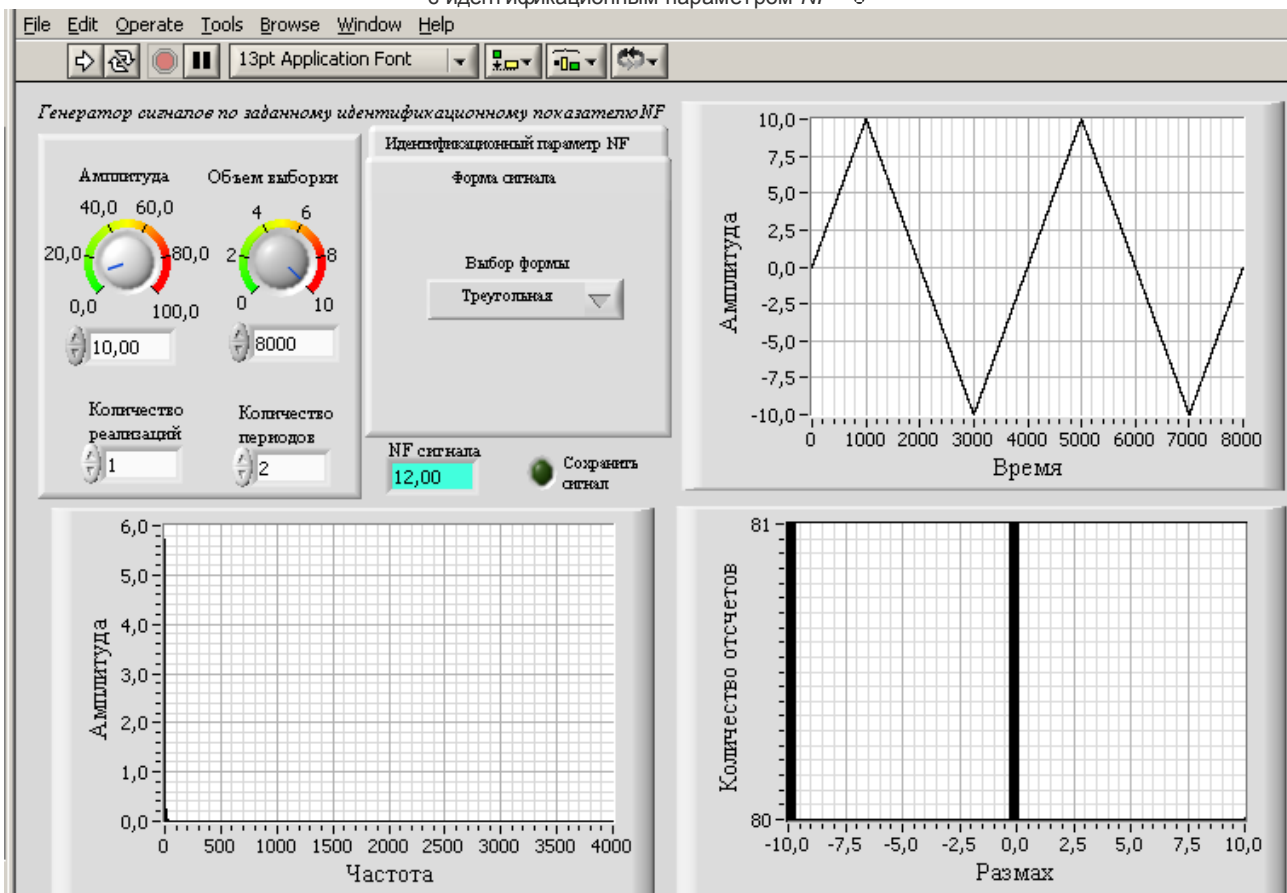 с идентификационным параметром NF
File Edit Operate Tools Browse Window Help
13pt Application Font
Генератор сигналов по заданному идентификационному показателю NF
Амплитуда
Объем выборки
40,0 60,0
20,0 80,0
0,0 100,0
4 6
2 8
0 10
10,00
8000
Количество
реализаций
1
Количество
периодов
2
Идентификационный параметр NF
Форма сигнала
Выбор формы
Треугольная
NF сигнала
12,00
Сохранить
сигнал
Амплитуда
10,0
7,5
5,0
2,5
0,0
-2,5
-5,0
-7,5
-10,0
0 1000 2000 3000 4000 5000 6000 7000 8000
Время
Амплитуда
6,0
5,0
4,0
3,0
2,0
1,0
0,0
0 500 1000 1500 2000 2500 3000 3500 4000
Частота
Количество отсчетов
81
80
-10,0 -7,5 -5,0 -2,5 0,0 2,5 5,0 7,5 10,0
Размах